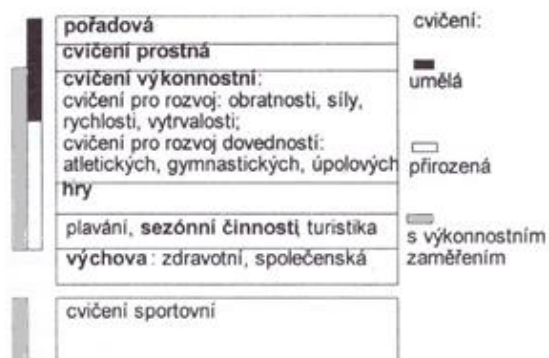 pořadová
cvičení prostná
cvičení výkonnostní:
cvičení pro rozvoj: obratnosti, síly,
rychlosti, vytrvalosti;
cvičení pro rozvoj dovedností:
atletických, gymnastických, úpolových
hry
plavání, sezónní činnosti, turistika
výchova: zdravotní, společenská
cvičení sportovní
cvičení:
umělá
přirozená
s výkonnostním
zaměřením